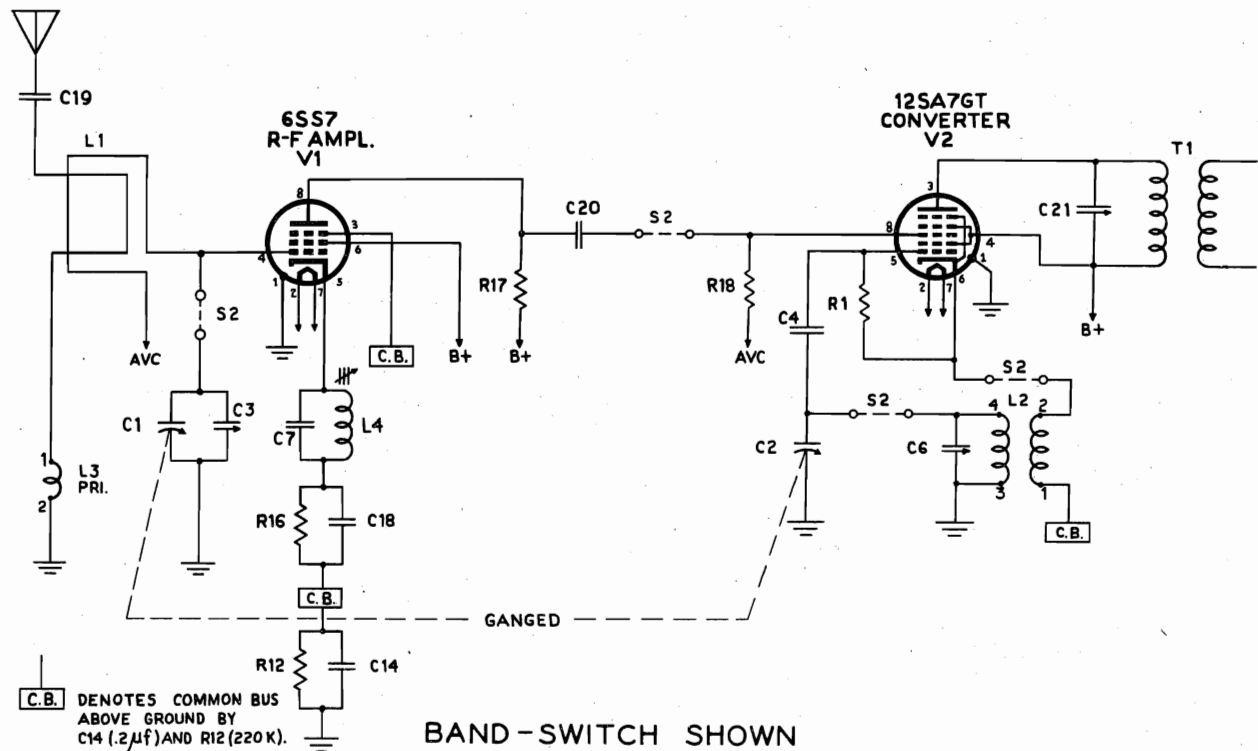 C19
L1
6SS7
R-F AMPL.
V1
8
3
6
4
1
2
7
5
S2
AVC
C.B.
B+
R17
B+
C20
S2
R18
AVC
12SA7GT
CONVERTER
V2
3
8
5
4
1
2
7
6
C4
R1
C21
T1
B+
S2
S2
L2
4
2
C6
3
1
C.B.
C2
C1
C3
C7
L4
1
L3
PRI.
2
R16
C18
C.B.
GANGED
R12
C14
C.B. DENOTES COMMON BUS
ABOVE GROUND BY
C14 (.2µf) AND R12 (220 K).
BAND-SWITCH SHOWN